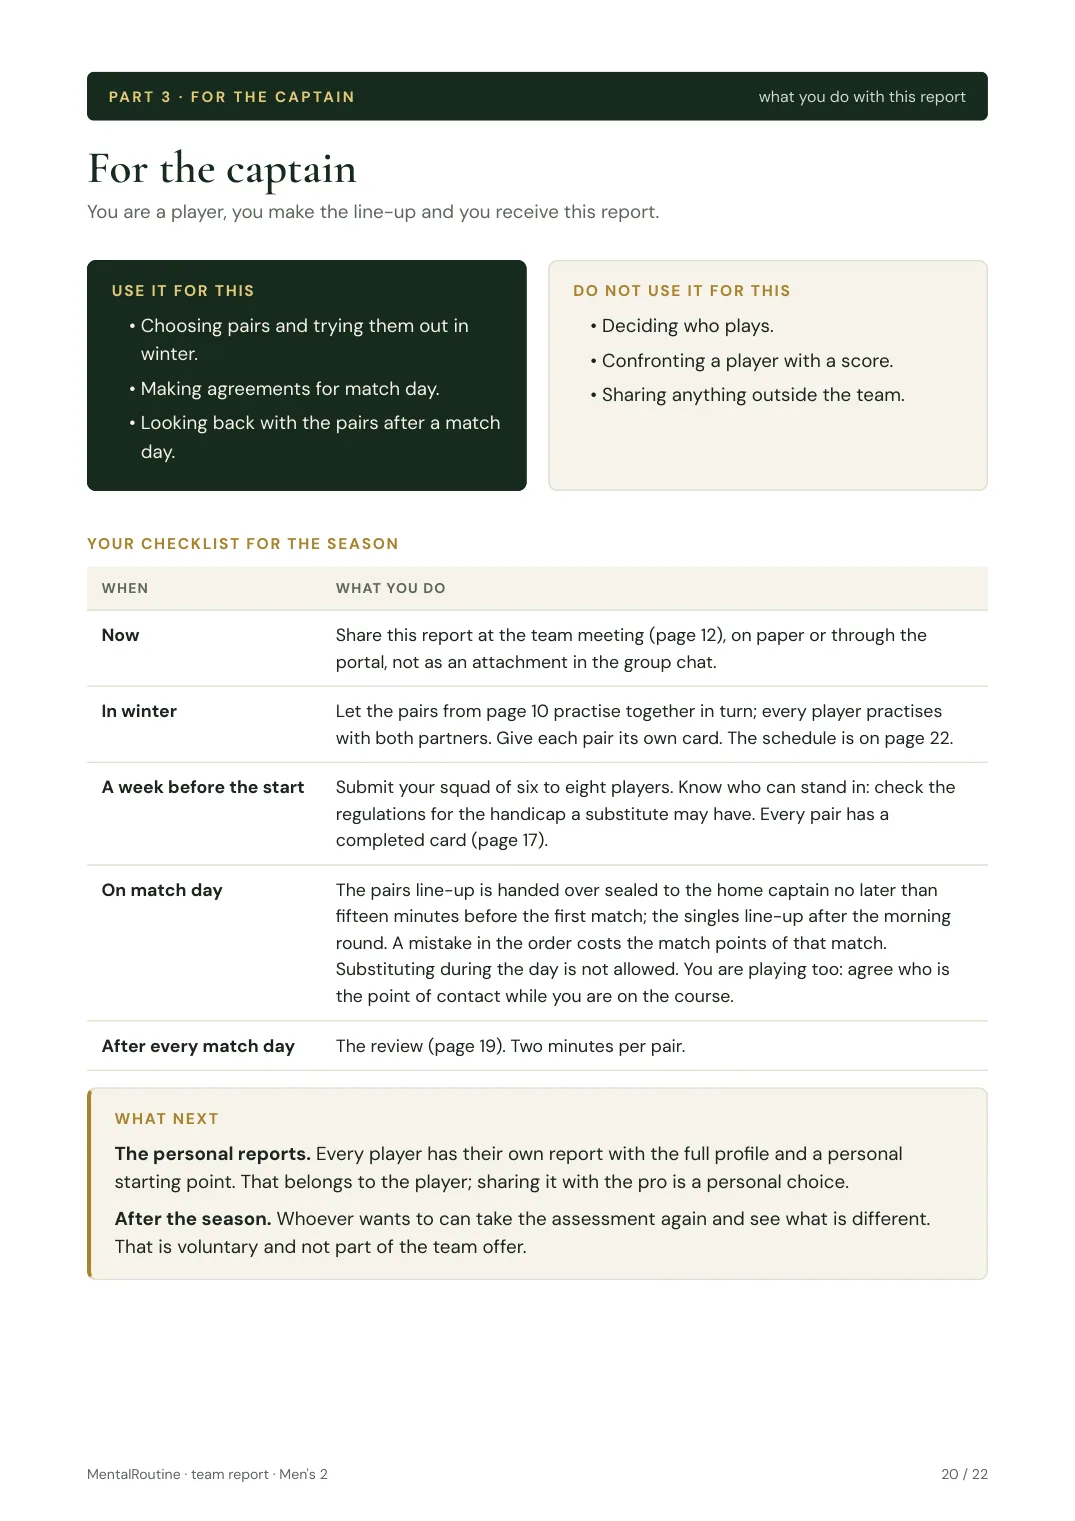 PART 3 · FOR THE CAPTAIN
what you do with this report
For the captain
You are a player, you make the line-up and you receive this report.
USE IT FOR THIS
• Choosing pairs and trying them out in
winter.
• Making agreements for match day.
• Looking back with the pairs after a match
day.
DO NOT USE IT FOR THIS
• Deciding who plays.
• Confronting a player with a score.
• Sharing anything outside the team.
YOUR CHECKLIST FOR THE SEASON
WHEN
WHAT YOU DO
Now
Share this report at the team meeting (page 12), on paper or through the
portal, not as an attachment in the group chat.
In winter
Let the pairs from page 10 practise together in turn; every player practises
with both partners. Give each pair its own card. The schedule is on page 22.
A week before the start
Submit your squad of six to eight players. Know who can stand in: check the
regulations for the handicap a substitute may have. Every pair has a
completed card (page 17).
On match day
The pairs line-up is handed over sealed to the home captain no later than
fifteen minutes before the first match; the singles line-up after the morning
round. A mistake in the order costs the match points of that match.
Substituting during the day is not allowed. You are playing too: agree who is
the point of contact while you are on the course.
After every match day
The review (page 19). Two minutes per pair.
WHAT NEXT
The personal reports. Every player has their own report with the full profile and a personal
starting point. That belongs to the player; sharing it with the pro is a personal choice.
After the season. Whoever wants to can take the assessment again and see what is different.
That is voluntary and not part of the team offer.
MentalRoutine · team report · Men's 2
20 / 22